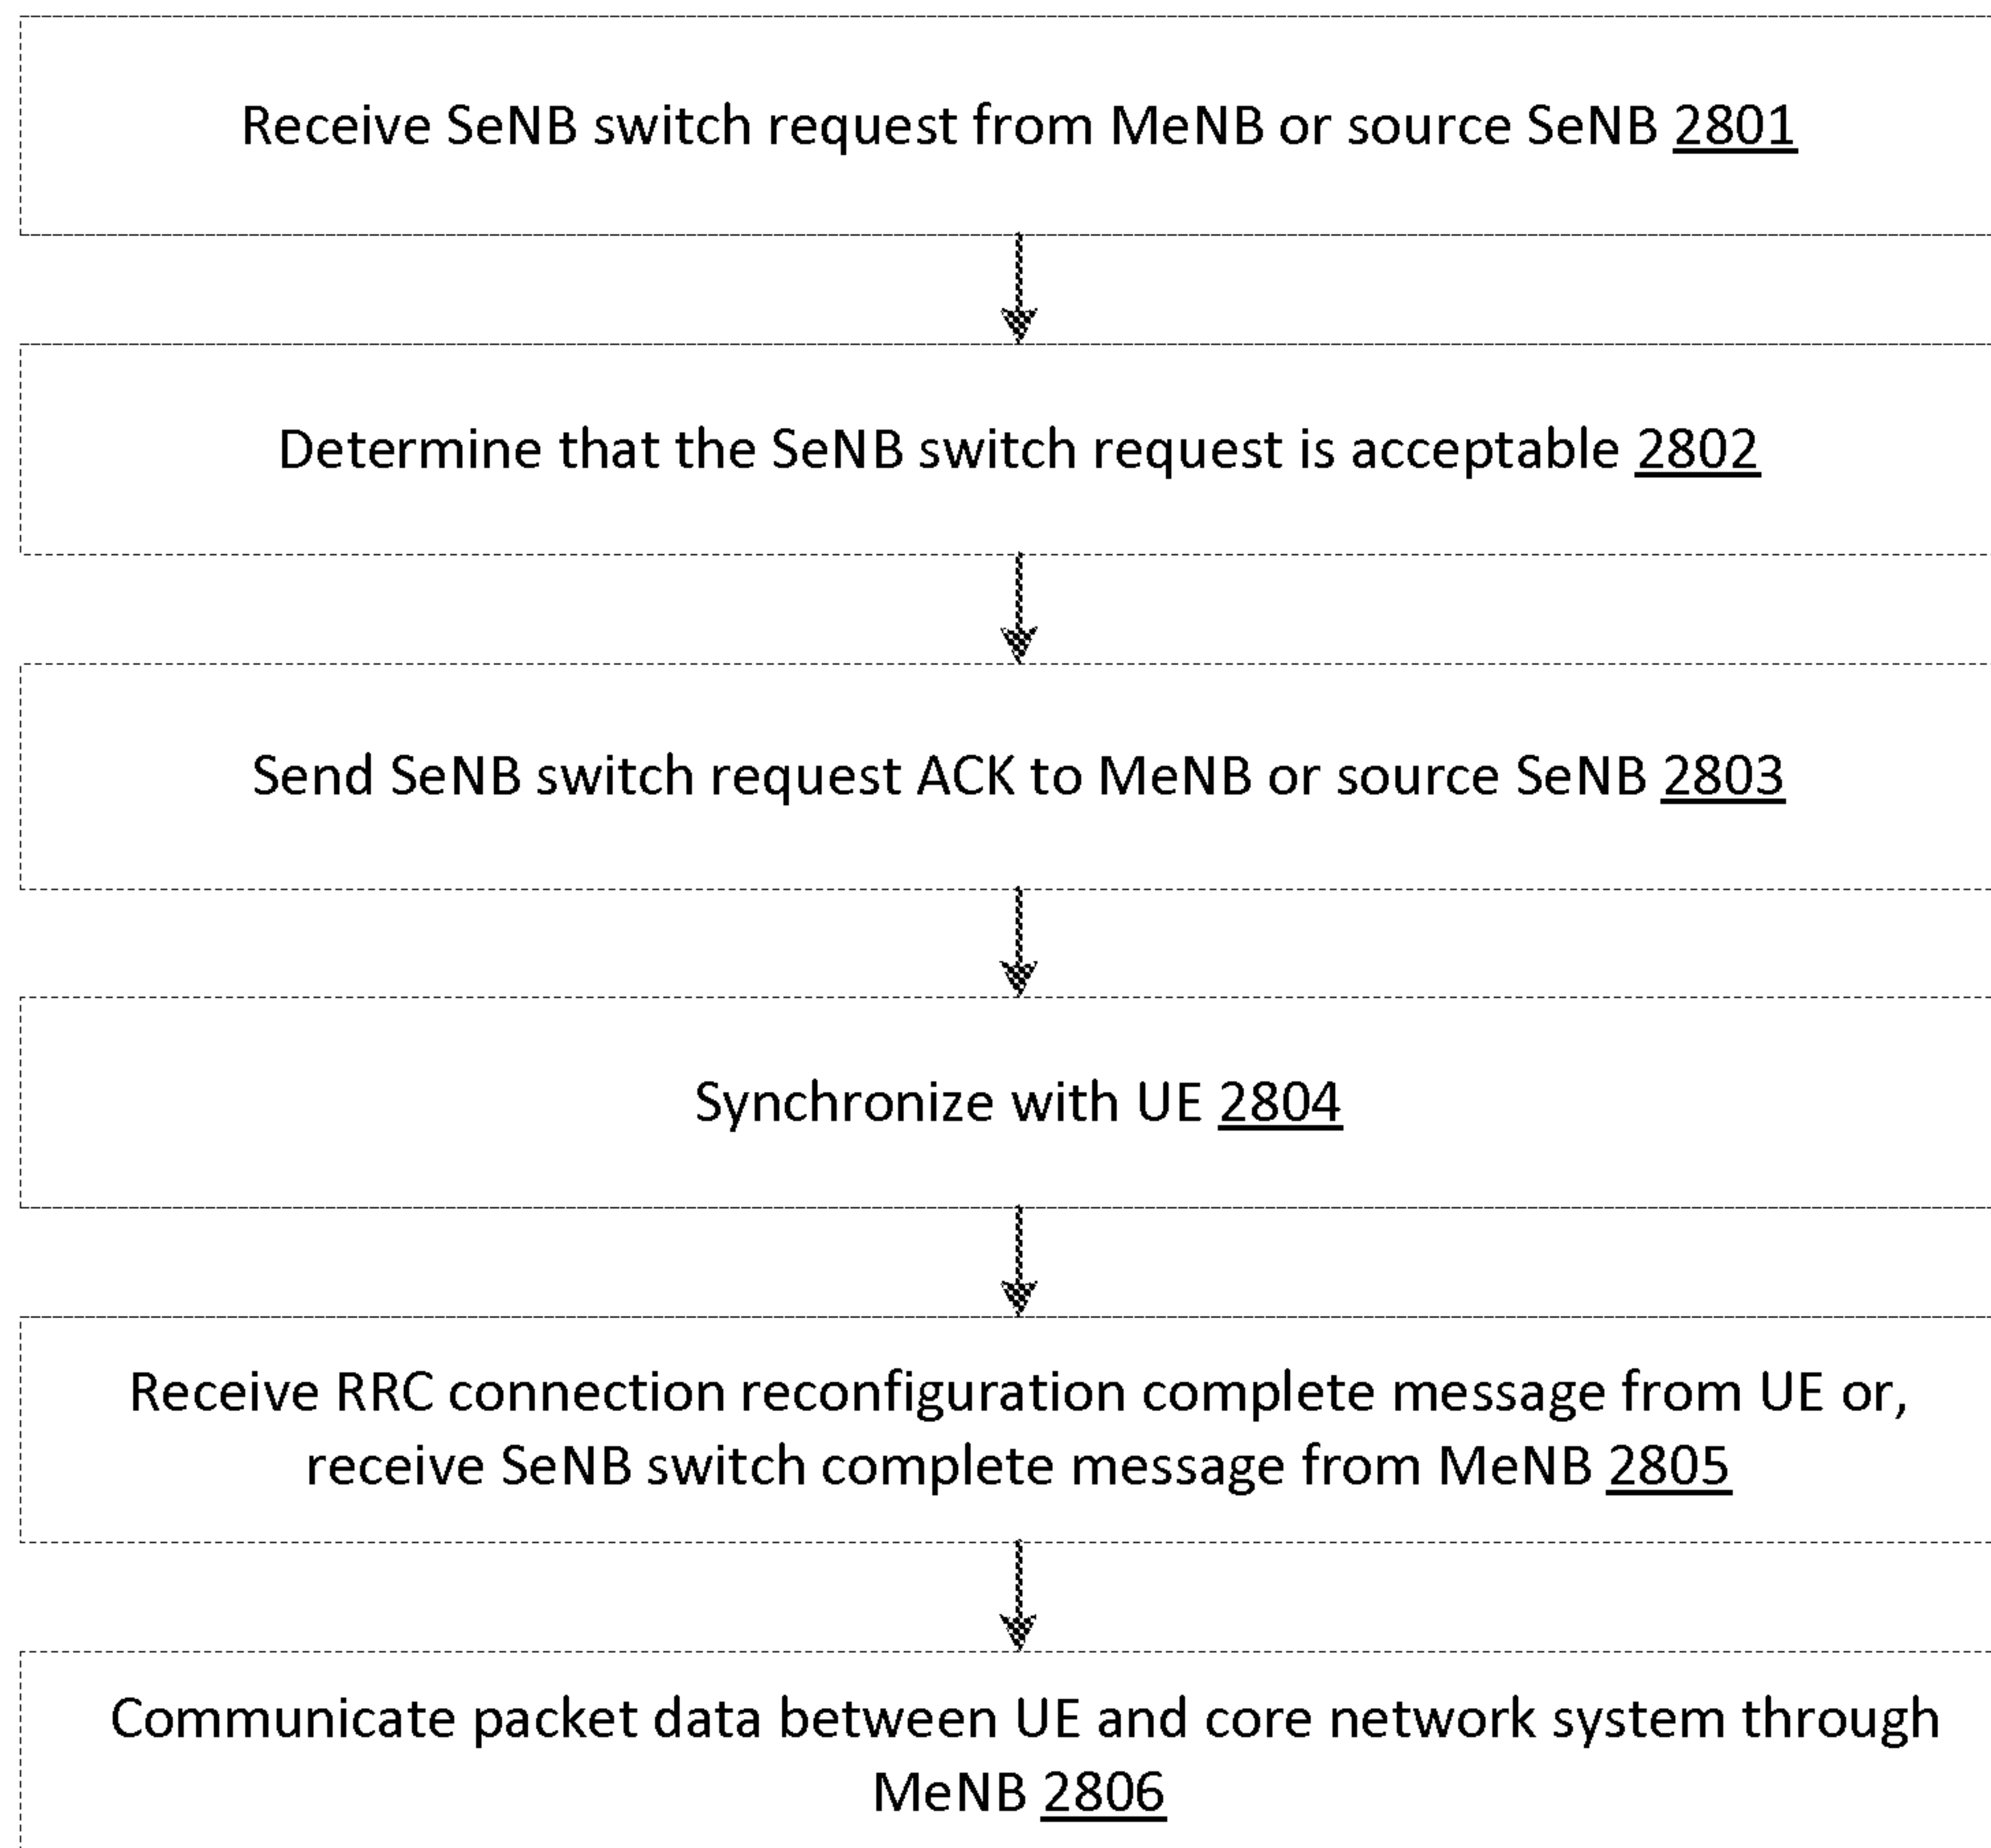 Receive SeNB switch request from MeNB or source SeNB 2801
Determine that the SeNB switch request is acceptable 2802
Send SeNB switch request ACK to MeNB or source SeNB 2803
Synchronize with UE 2804
Receive RRC connection reconfiguration complete message from UE or,
receive SeNB switch complete message from MeNB 2805
Communicate packet data between UE and core network system through
MeNB 2806